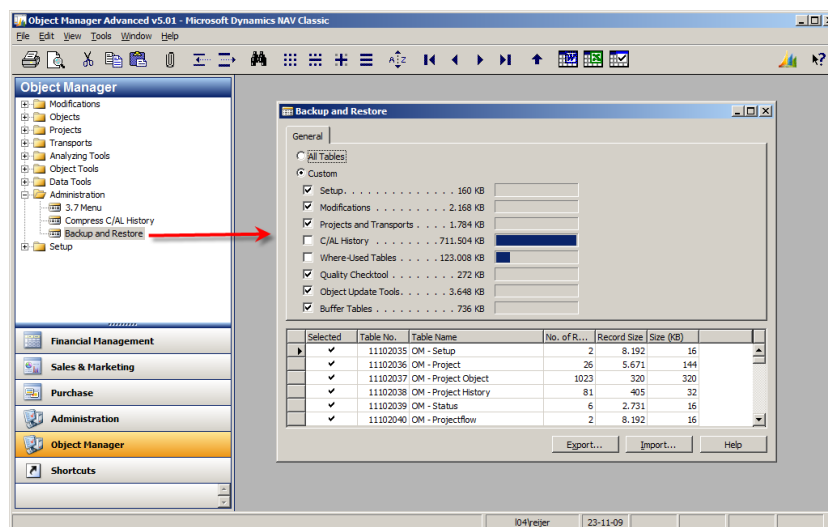 Object Manager Advanced v5.01 - Microsoft Dynamics NAV Classic
File Edit View Tools Window Help
Object Manager
Modifications
Objects
Projects
Transports
Analyzing Tools
Object Tools
Data Tools
Administration
3.7 Menu
Compress C/AL History
Backup and Restore
Setup
Financial Management
Sales & Marketing
Purchase
Administration
Object Manager
Shortcuts
Backup and Restore
General
All Tables
Custom
Setup. . . . . . . . . . . . . . 160 KB
Modifications . . . . . . . . . . 2.168 KB
Projects and Transports . . . . 1.784 KB
C/AL History . . . . . . . . .711.504 KB
Where-Used Tables . . . . . .123.008 KB
Quality Checktool . . . . . . . . 272 KB
Object Update Tools. . . . . . 3.648 KB
Buffer Tables . . . . . . . . . . 736 KB
Selected Table No. Table Name No. of R... Record Size Size (KB)
11102035 OM - Setup 2 8.192 16
11102036 OM - Project 26 5.671 144
11102037 OM - Project Object 1023 320 320
11102038 OM - Project History 81 405 32
11102039 OM - Status 6 2.731 16
11102040 OM - Projectflow 2 8.192 16
Export... Import... Help
l04\reijer 23-11-09